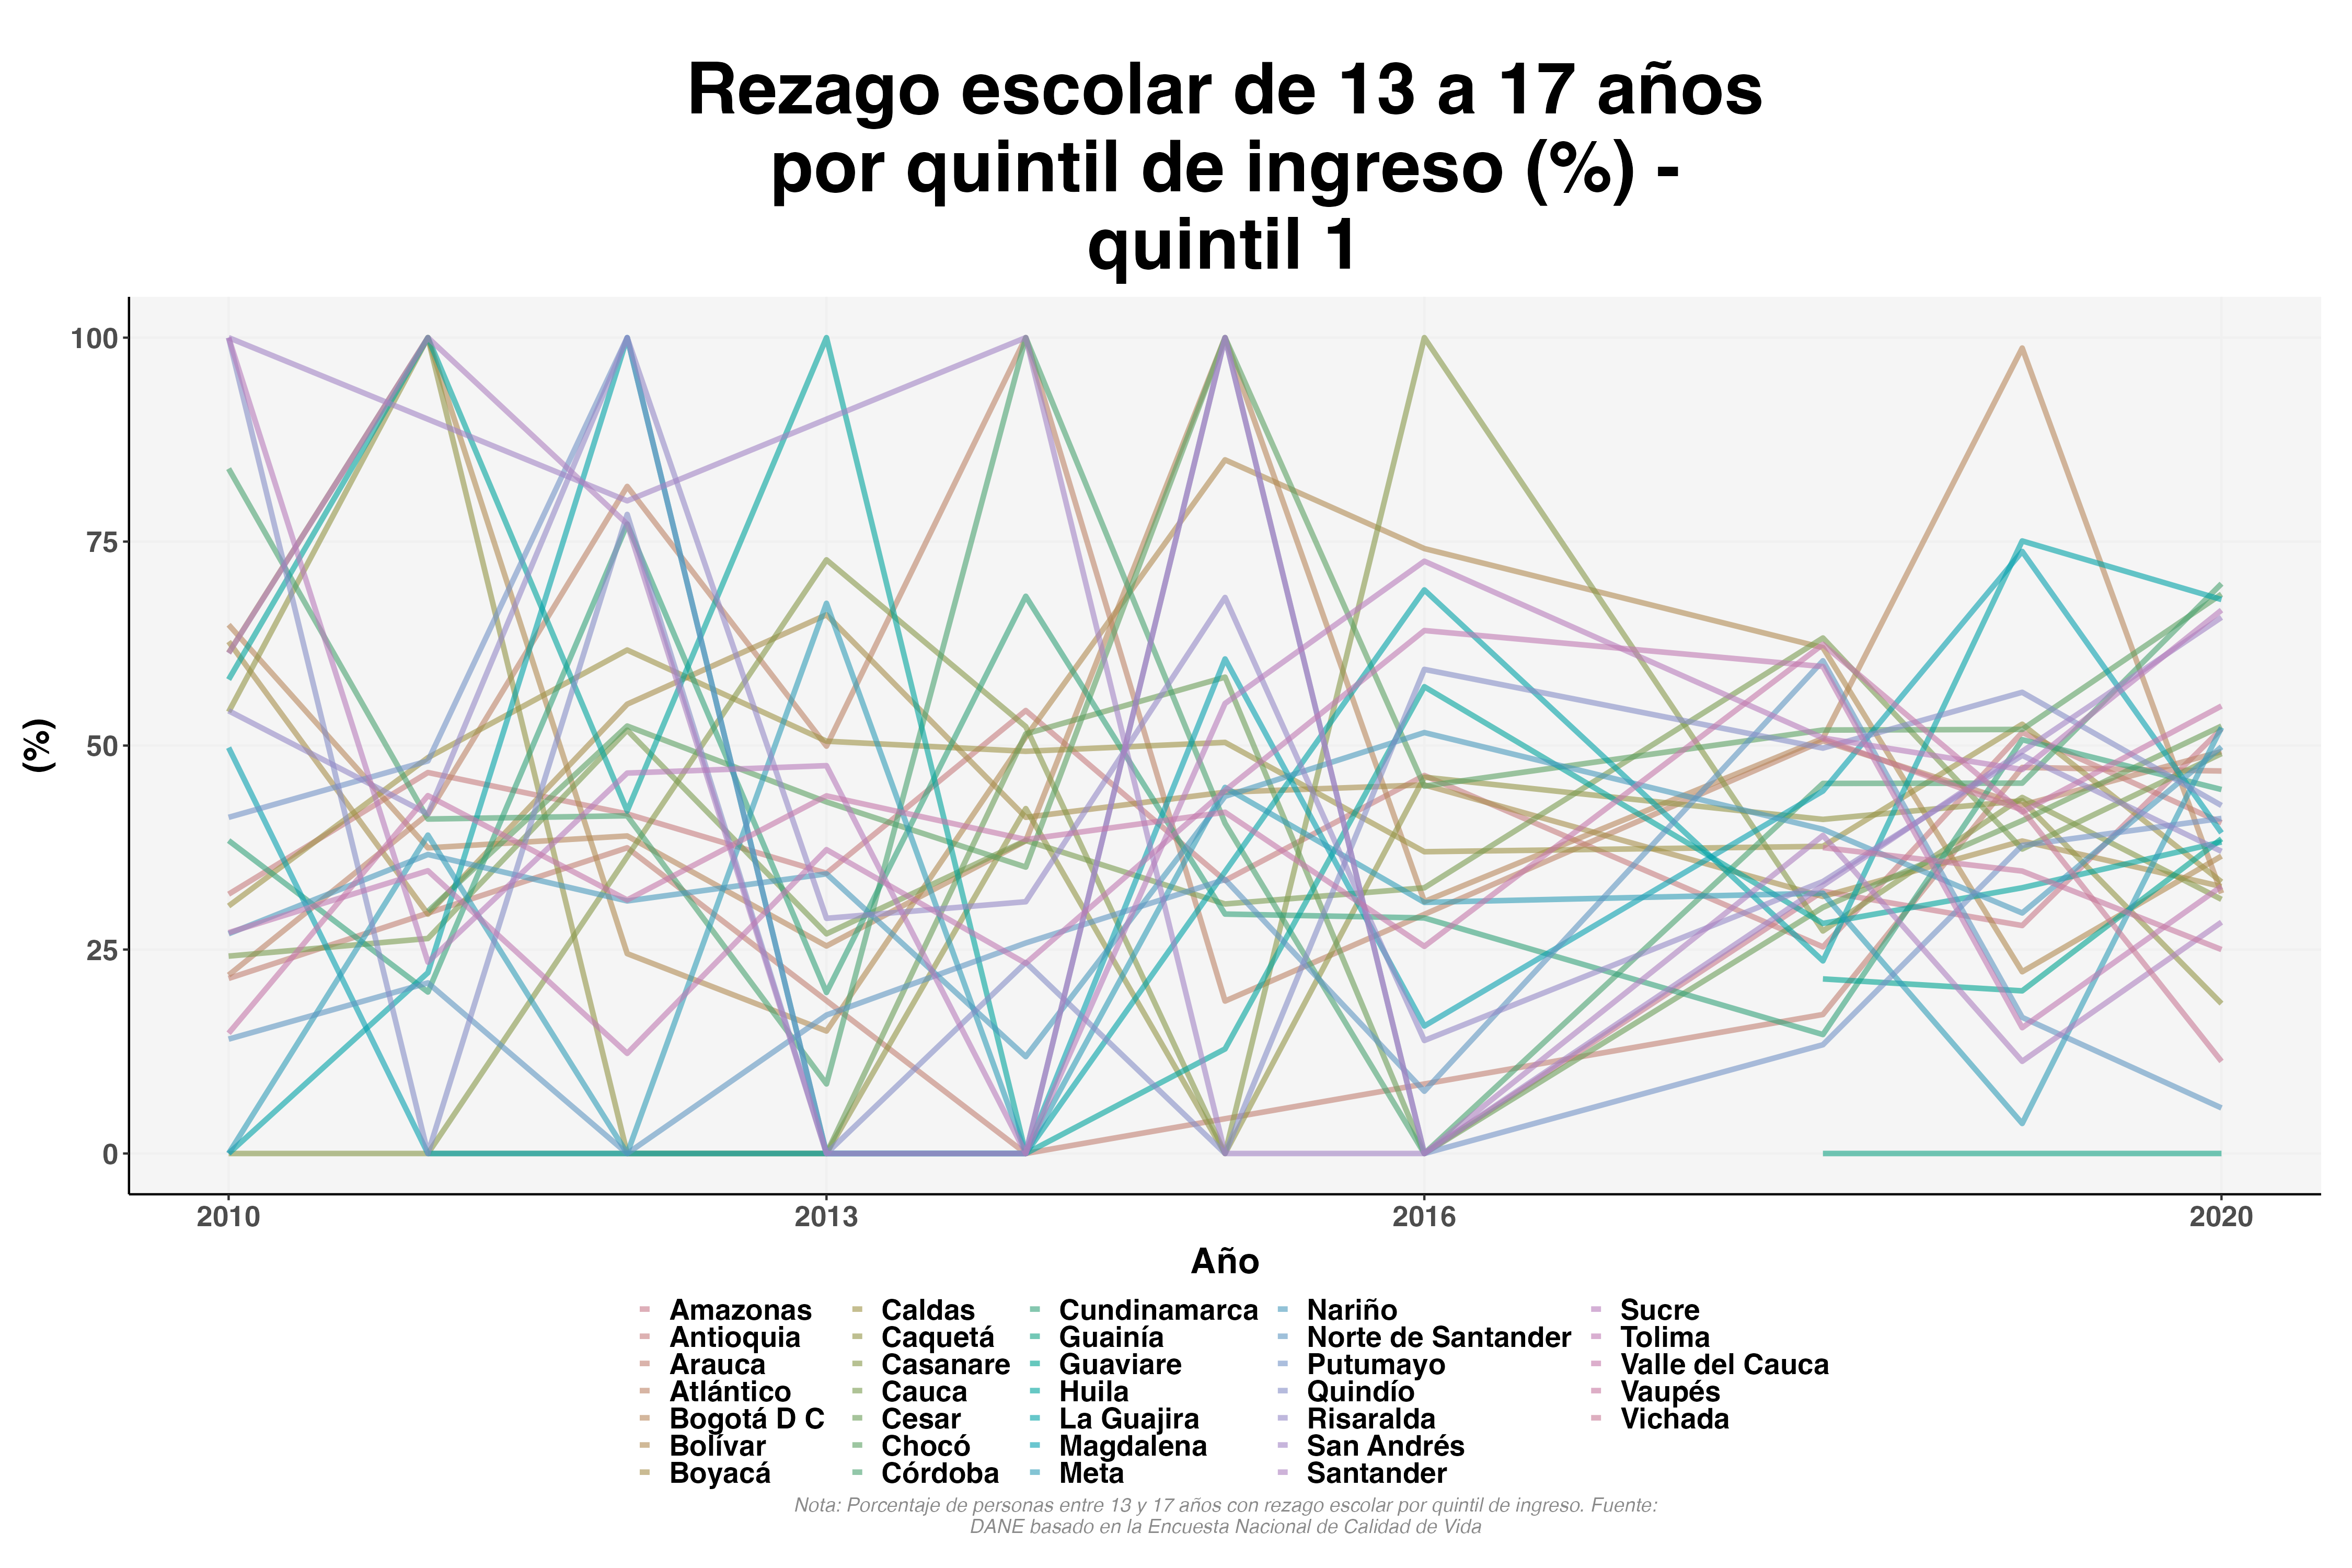 Rezago escolar de 13 a 17 años
por quintil de ingreso (%) -
quintil 1
(%)
100
75
50
25
0
2010
2013
2016
2020
Año
Amazonas
Antioquia
Arauca
Atlántico
Bogotá D C
Bolívar
Boyacá
Caldas
Caquetá
Casanare
Cauca
Cesar
Chocó
Córdoba
Cundinamarca
Guainía
Guaviare
Huila
La Guajira
Magdalena
Meta
Nariño
Norte de Santander
Putumayo
Quindío
Risaralda
San Andrés
Santander
Sucre
Tolima
Valle del Cauca
Vaupés
Vichada
Nota: Porcentaje de personas entre 13 y 17 años con rezago escolar por quintil de ingreso. Fuente:
DANE basado en la Encuesta Nacional de Calidad de Vida